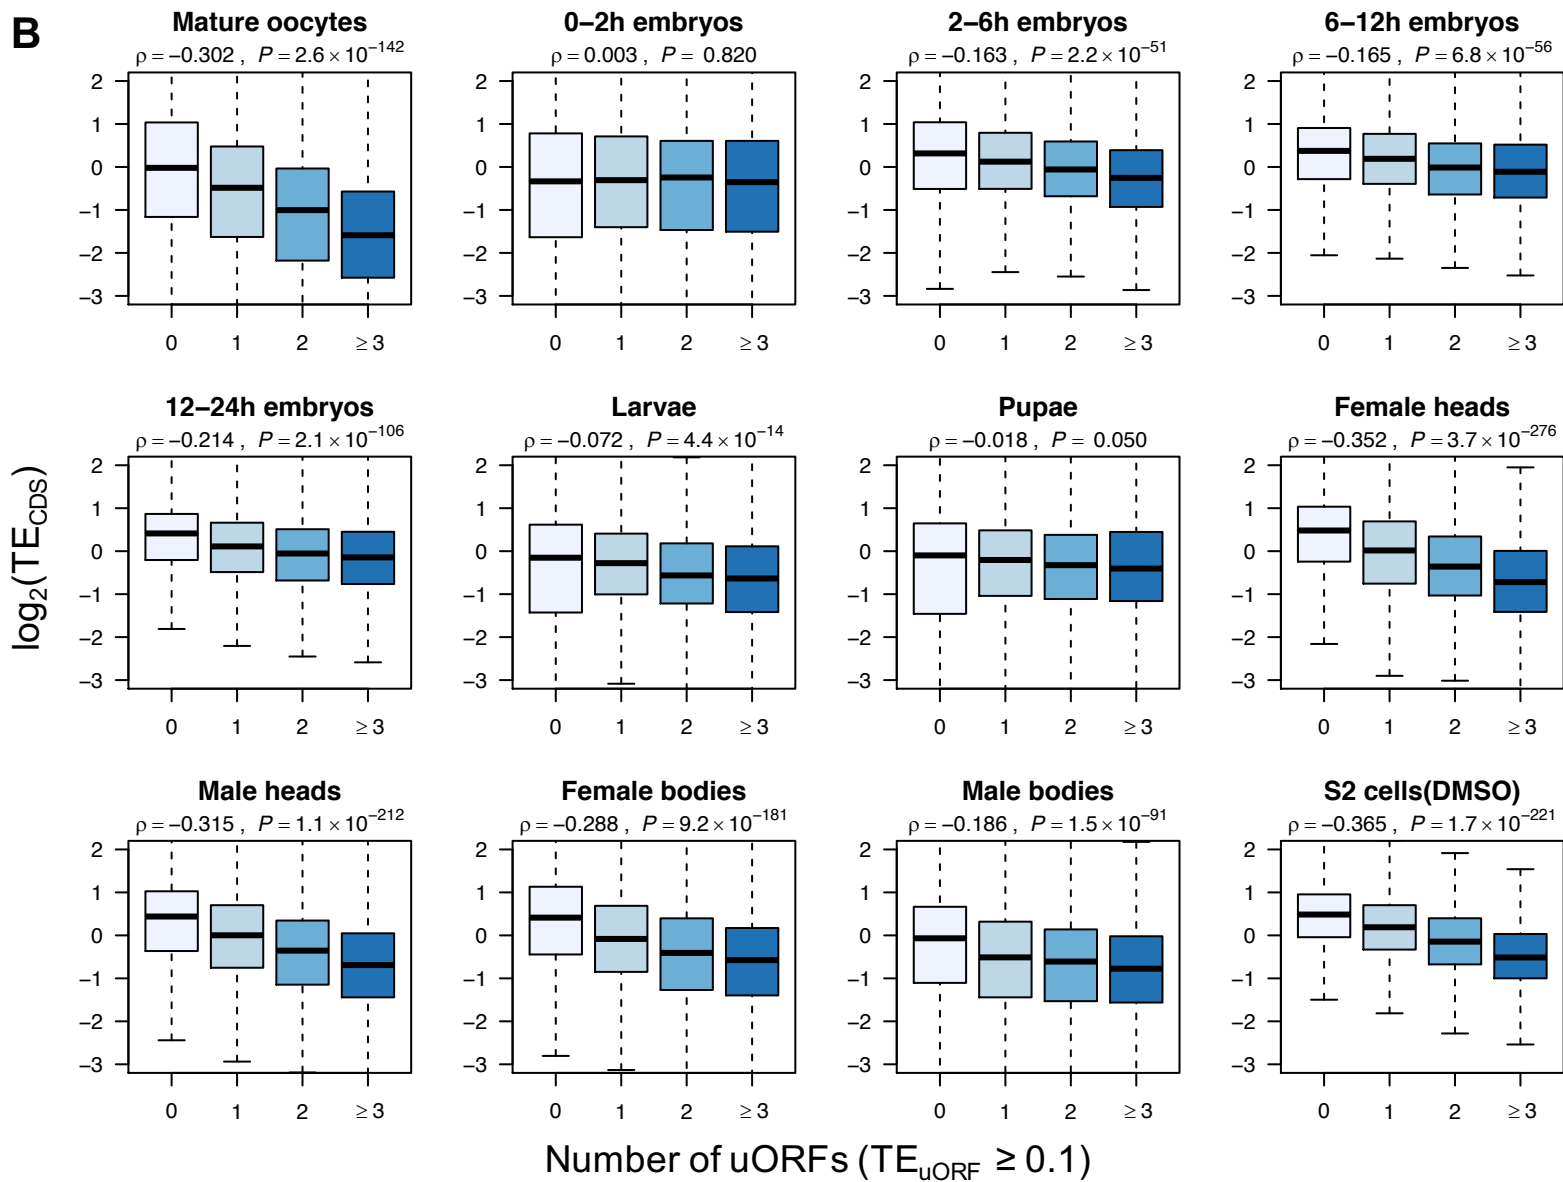 B
Mature oocytes
ρ = −0.302 , P = 2.6 × 10⁻¹⁴²
2
1
0
−1
−2
−3
0 1 2 ≥ 3
0−2h embryos
ρ = 0.003 , P = 0.820
2
1
0
−1
−2
−3
0 1 2 ≥ 3
2−6h embryos
ρ = −0.163 , P = 2.2 × 10⁻⁵¹
2
1
0
−1
−2
−3
0 1 2 ≥ 3
6−12h embryos
ρ = −0.165 , P = 6.8 × 10⁻⁵⁶
2
1
0
−1
−2
−3
0 1 2 ≥ 3
log₂(TE_CDS)
12−24h embryos
ρ = −0.214 , P = 2.1 × 10⁻¹⁰⁶
2
1
0
−1
−2
−3
0 1 2 ≥ 3
Larvae
ρ = −0.072 , P = 4.4 × 10⁻¹⁴
2
1
0
−1
−2
−3
0 1 2 ≥ 3
Pupae
ρ = −0.018 , P = 0.050
2
1
0
−1
−2
−3
0 1 2 ≥ 3
Female heads
ρ = −0.352 , P = 3.7 × 10⁻²⁷⁶
2
1
0
−1
−2
−3
0 1 2 ≥ 3
Male heads
ρ = −0.315 , P = 1.1 × 10⁻²¹²
2
1
0
−1
−2
−3
0 1 2 ≥ 3
Female bodies
ρ = −0.288 , P = 9.2 × 10⁻¹⁸¹
2
1
0
−1
−2
−3
0 1 2 ≥ 3
Male bodies
ρ = −0.186 , P = 1.5 × 10⁻⁹¹
2
1
0
−1
−2
−3
0 1 2 ≥ 3
S2 cells(DMSO)
ρ = −0.365 , P = 1.7 × 10⁻²²¹
2
1
0
−1
−2
−3
0 1 2 ≥ 3
Number of uORFs (TE_uORF ≥ 0.1)